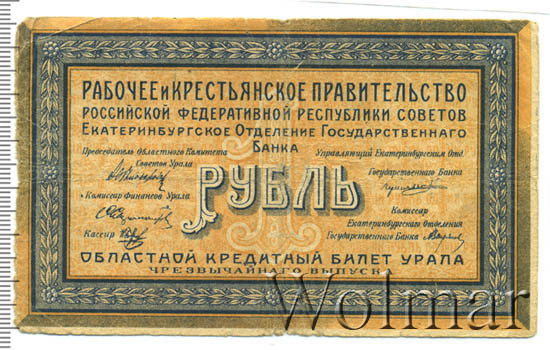 РАБОЧЕЕ и КРЕСТЬЯНСКОЕ ПРАВИТЕЛЬСТВО
РОССИЙСКОЙ ФЕДЕРАТИВНОЙ РЕСПУБЛИКИ СОВЕТОВ
ЕКАТЕРИНБУРГСКОЕ ОТДЕЛЕНИЕ ГОСУДАРСТВЕННАГО
БАНКА
Председатель Областного Комитета
Советов Урала
Управляющий Екатеринбургским Отд.
Государственнаго Банка
РУБЛЬ
Комиссар Финансов Урала
Комиссар
Екатеринбургского Отделения
Государственнаго Банка
Кассир
ОБЛАСТНОЙ КРЕДИТНЫЙ БИЛЕТ УРАЛА
ЧРЕЗВЫЧАЙНАГО ВЫПУСКА
Wolmar